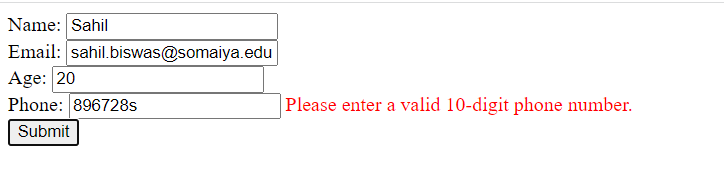 Name: Sahil
Email: sahil.biswas@somaiya.edu
Age: 20
Phone: 896728s Please enter a valid 10-digit phone number.
Submit